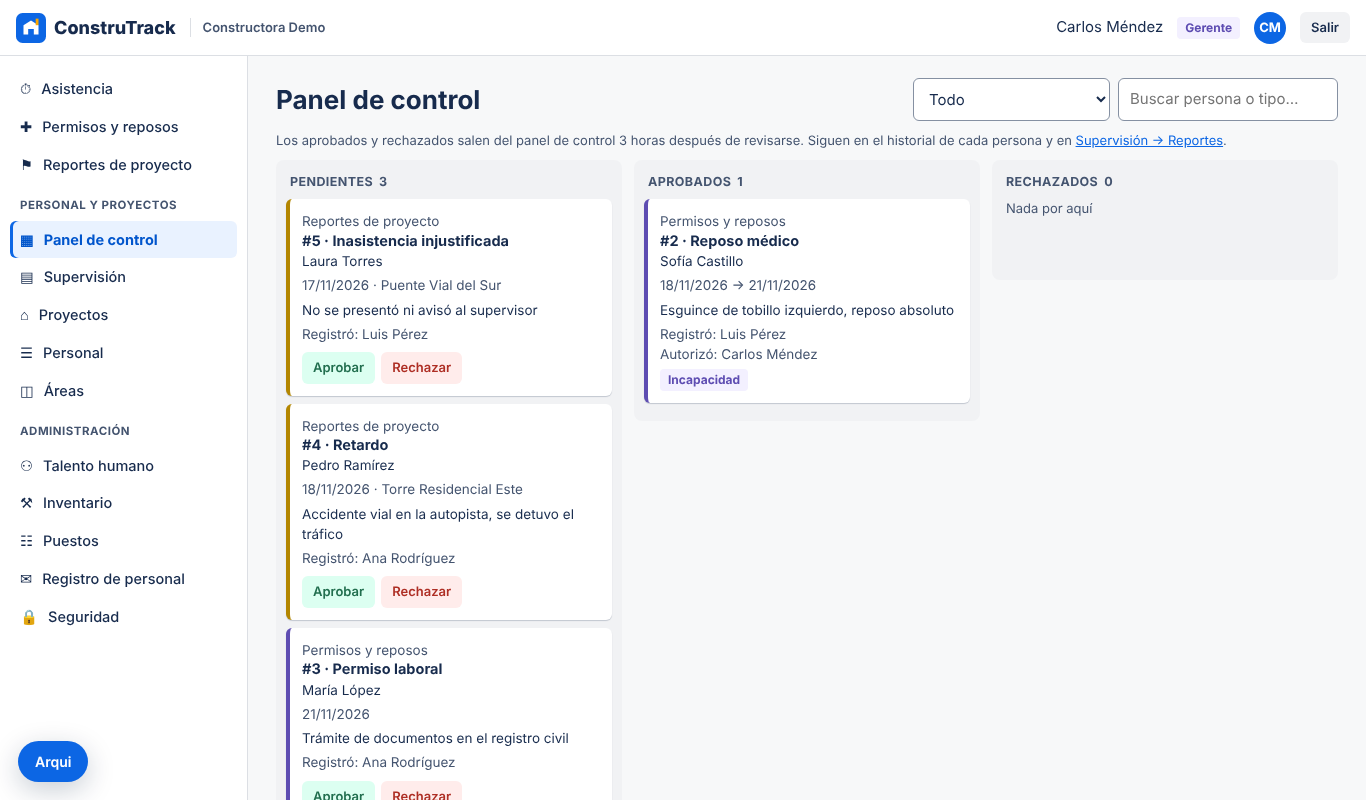 ConstruTrack
Constructora Demo
Carlos Méndez
Gerente
CM
Salir
Asistencia
Permisos y reposos
Reportes de proyecto
PERSONAL Y PROYECTOS
Panel de control
Supervisión
Proyectos
Personal
Áreas
ADMINISTRACIÓN
Talento humano
Inventario
Puestos
Registro de personal
Seguridad
Arqui
Panel de control
Todo
Buscar persona o tipo...
Los aprobados y rechazados salen del panel de control 3 horas después de revisarse. Siguen en el historial de cada persona y en Supervisión → Reportes.
PENDIENTES 3
Reportes de proyecto
#5 · Inasistencia injustificada
Laura Torres
17/11/2026 · Puente Vial del Sur
No se presentó ni avisó al supervisor
Registró: Luis Pérez
Aprobar
Rechazar
Reportes de proyecto
#4 · Retardo
Pedro Ramírez
18/11/2026 · Torre Residencial Este
Accidente vial en la autopista, se detuvo el
tráfico
Registró: Ana Rodríguez
Aprobar
Rechazar
Permisos y reposos
#3 · Permiso laboral
María López
21/11/2026
Trámite de documentos en el registro civil
Registró: Ana Rodríguez
Aprobar
Rechazar
APROBADOS 1
Permisos y reposos
#2 · Reposo médico
Sofía Castillo
18/11/2026 → 21/11/2026
Esguince de tobillo izquierdo, reposo absoluto
Registró: Luis Pérez
Autorizó: Carlos Méndez
Incapacidad
RECHAZADOS 0
Nada por aquí